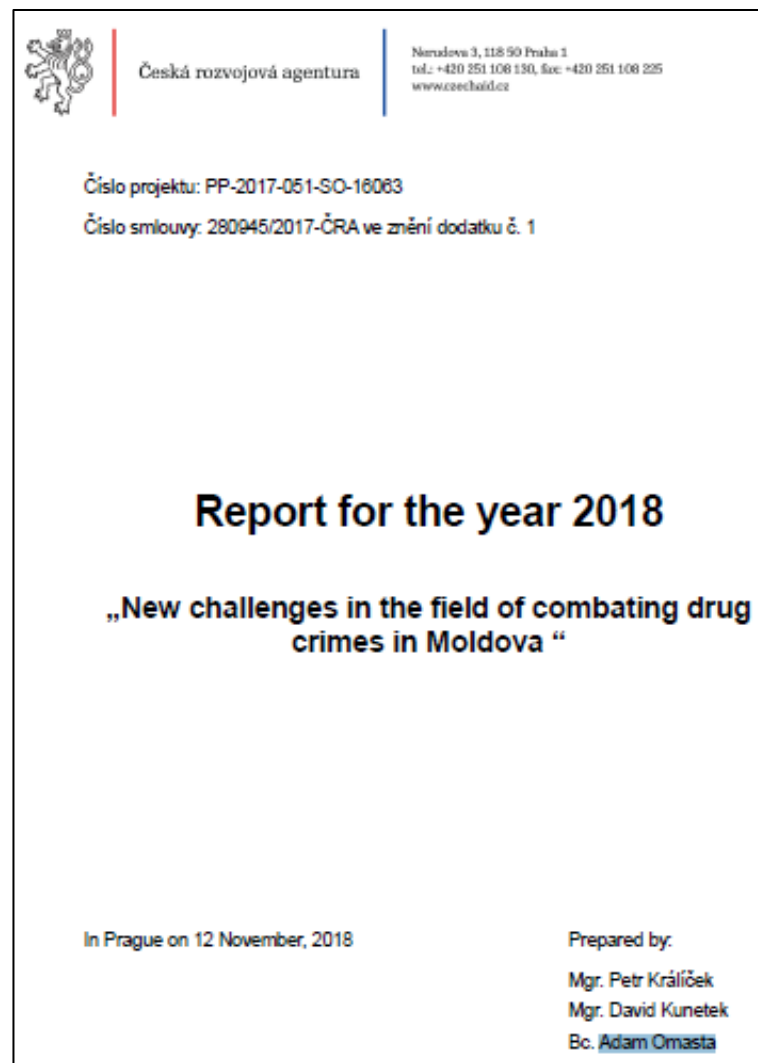 Česká rozvojová agentura
Nerudova 3, 118 50 Praha 1
tel.: +420 251 108 130, fax: +420 251 108 225
www.czechaid.cz
Číslo projektu: PP-2017-051-SO-16063
Číslo smlouvy: 280945/2017-ČRA ve znění dodatku č. 1
Report for the year 2018
„New challenges in the field of combating drug
crimes in Moldova “
In Prague on 12 November, 2018
Prepared by:
Mgr. Petr Králíček
Mgr. David Kunetek
Bc. Adam Omasta